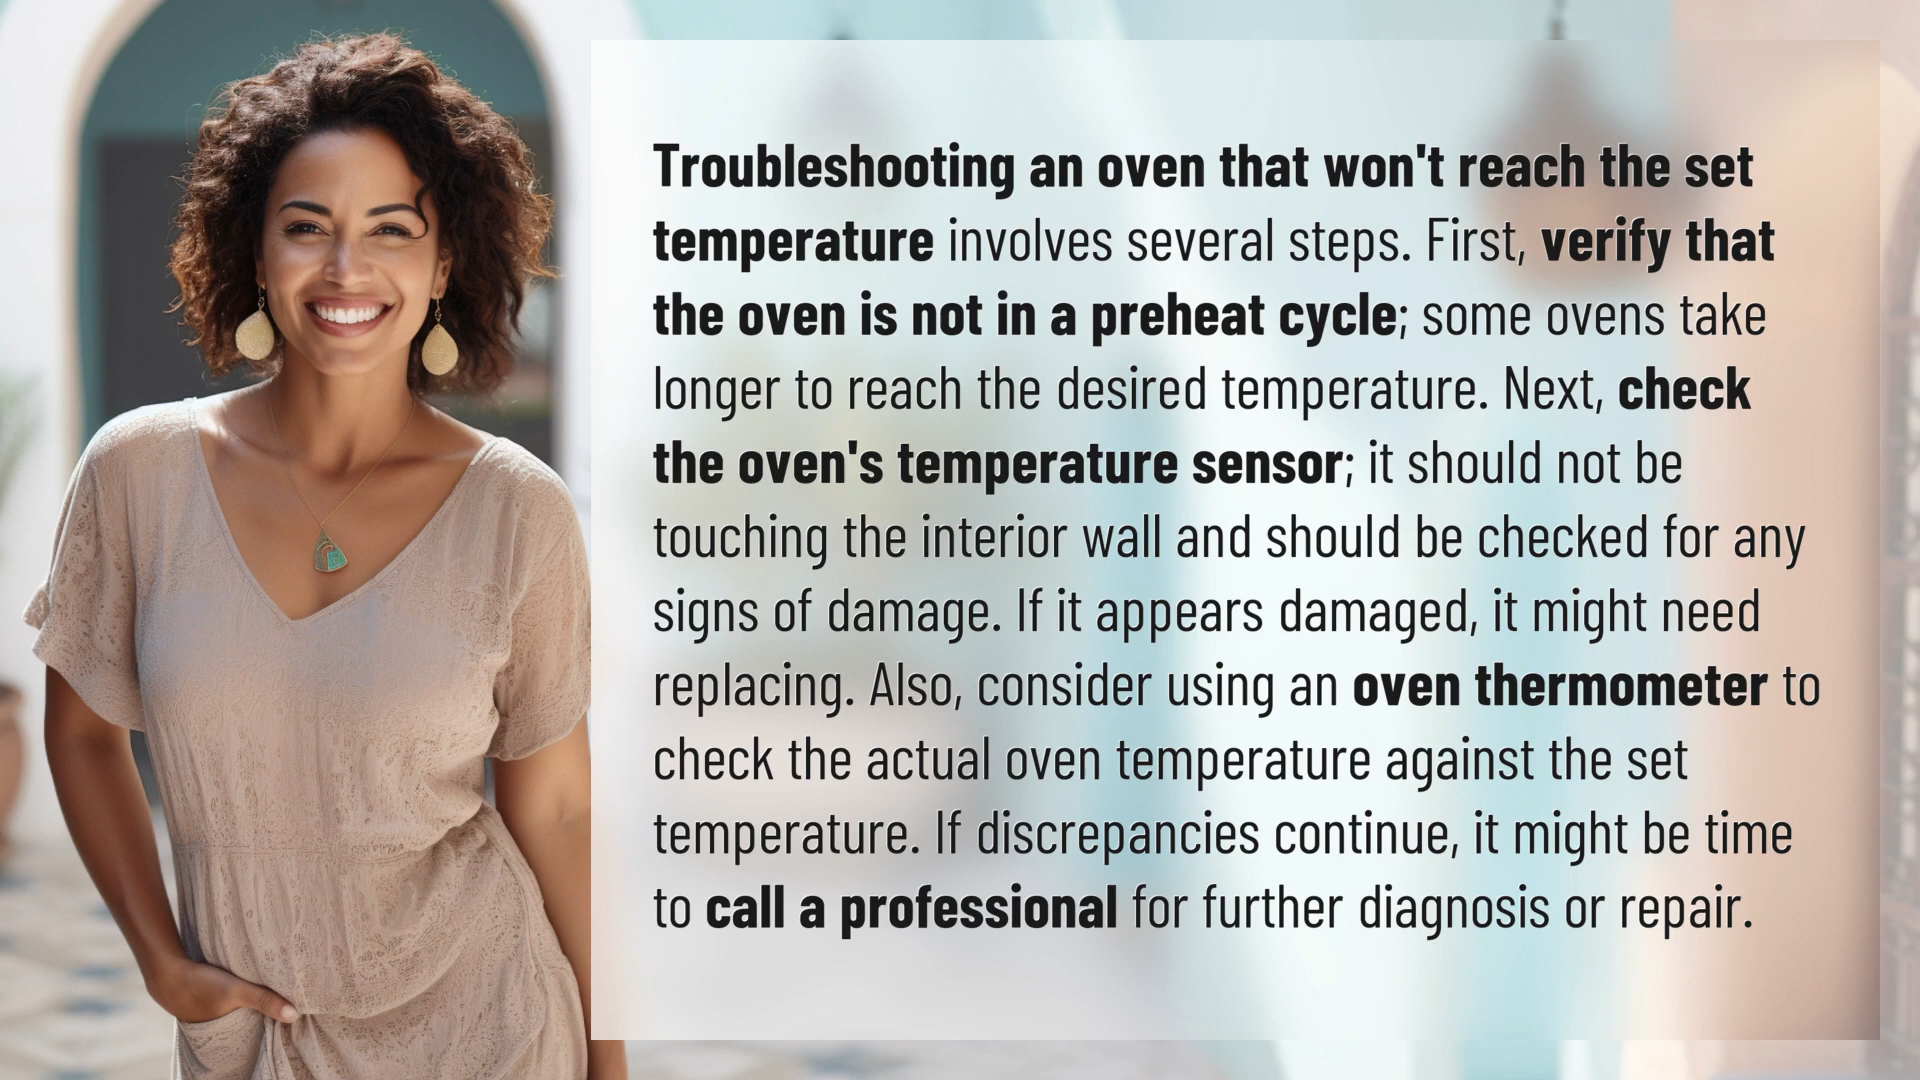 Troubleshooting an oven that won't reach the set
temperature involves several steps. First, verify that
the oven is not in a preheat cycle; some ovens take
longer to reach the desired temperature. Next, check
the oven's temperature sensor; it should not be
touching the interior wall and should be checked for any
signs of damage. If it appears damaged, it might need
replacing. Also, consider using an oven thermometer to
check the actual oven temperature against the set
temperature. If discrepancies continue, it might be time
to call a professional for further diagnosis or repair.